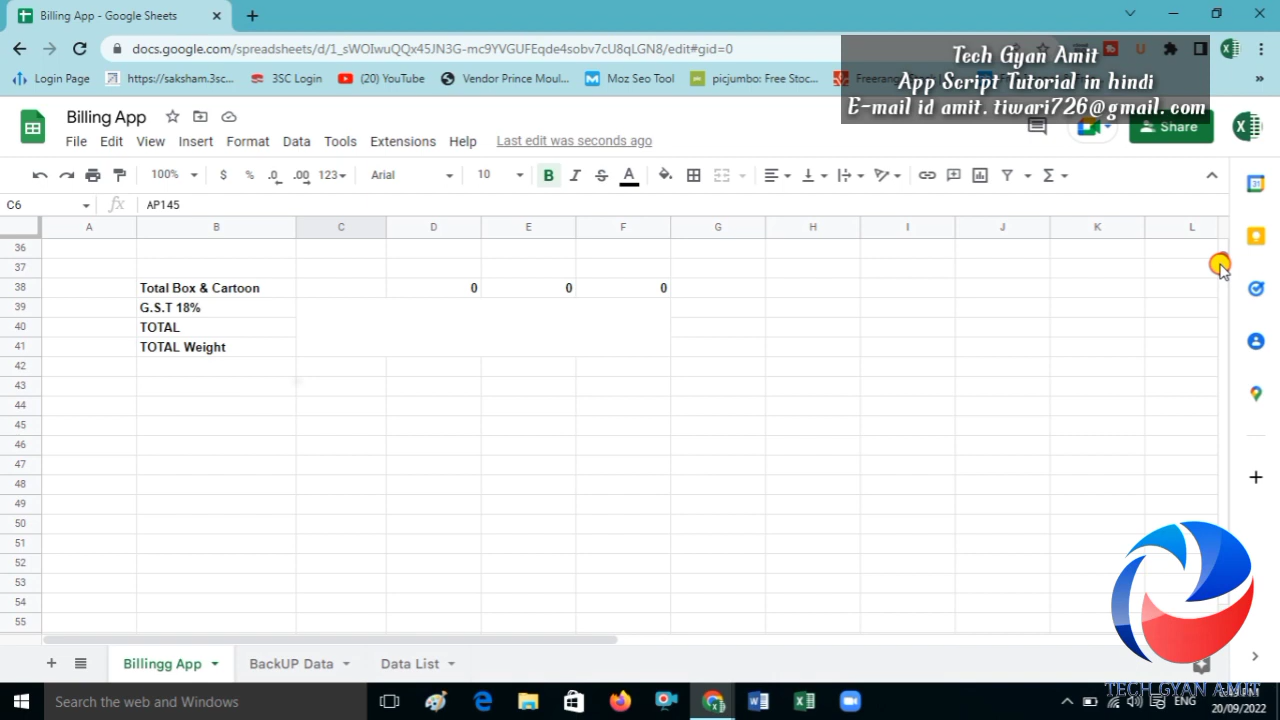 Billing App - Google Sheets
docs.google.com/spreadsheets/d/1_sWOIwuQQx45JN3G-mc9YVGUFEqde4sobv7cU8qLGN8/edit#gid=0
Tech Gyan Amit
App Script Tutorial in hindi
E-mail id amit.tiwari726@gmail.com
Login Page https://saksham.3sc... 3SC Login (20) YouTube Vendor Prince Moul... Moz Seo Tool picjumbo: Free Stoc...
Billing App
File Edit View Insert Format Data Tools Extensions Help Last edit was seconds ago
Share
100% $ % .0 .00 123 Arial 10 B I S A
C6 fx AP145
A B C D E F G H I J K L
36
37
38 Total Box & Cartoon 0 0 0
39 G.S.T 18%
40 TOTAL
41 TOTAL Weight
42
43
44
45
46
47
48
49
50
51
52
53
54
55
Billingg App BackUP Data Data List
TECH GYAN AMIT
Search the web and Windows
ENG
20/09/2022